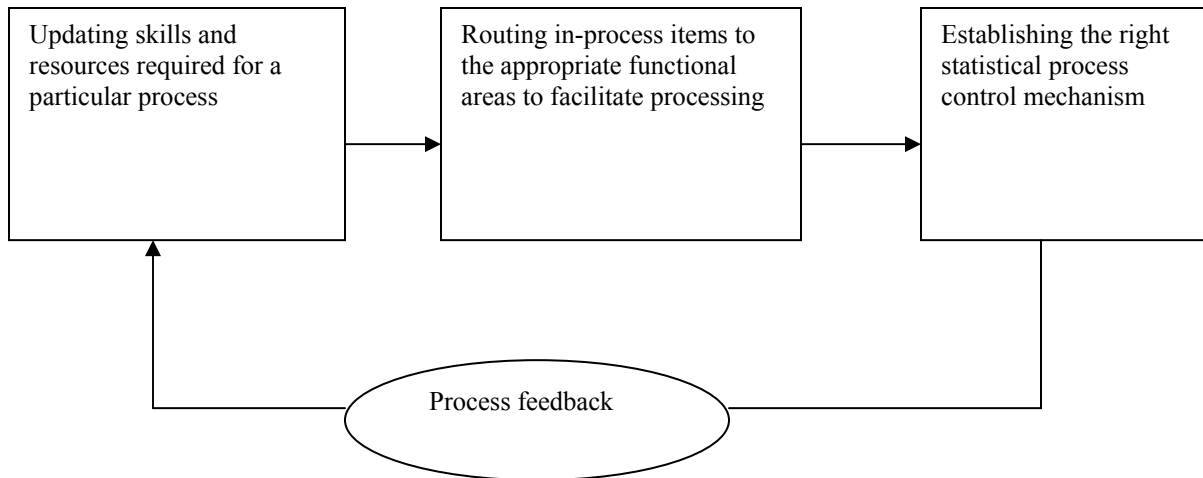 Updating skills and
resources required for a
particular process
Routing in-process items to
the appropriate functional
areas to facilitate processing
Establishing the right
statistical process
control mechanism
Process feedback